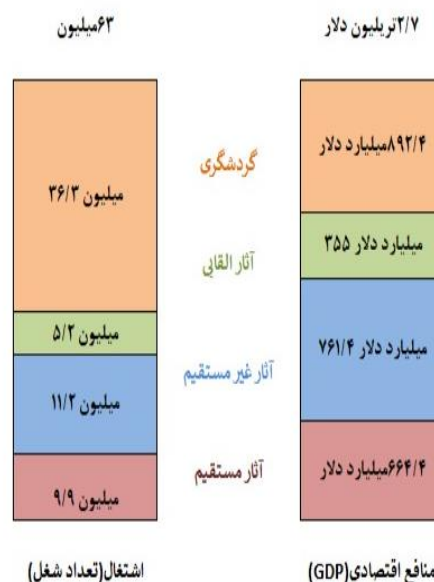 ۲/۷تریلیون دلار
۶۳میلیون
۸۹۲/۴میلیارد دلار
گردشگری
میلیون ۳۶/۳
میلیارد دلار ۳۵۵
آثار القایی
میلیون ۵/۲
میلیارد دلار ۷۶۱/۴
آثار غیر مستقیم
میلیون ۱۱/۲
۶۶۴/۴میلیارد دلار
آثار مستقیم
میلیون ۹/۹
منافع اقتصادی(GDP)
اشتغال(تعداد شغل)